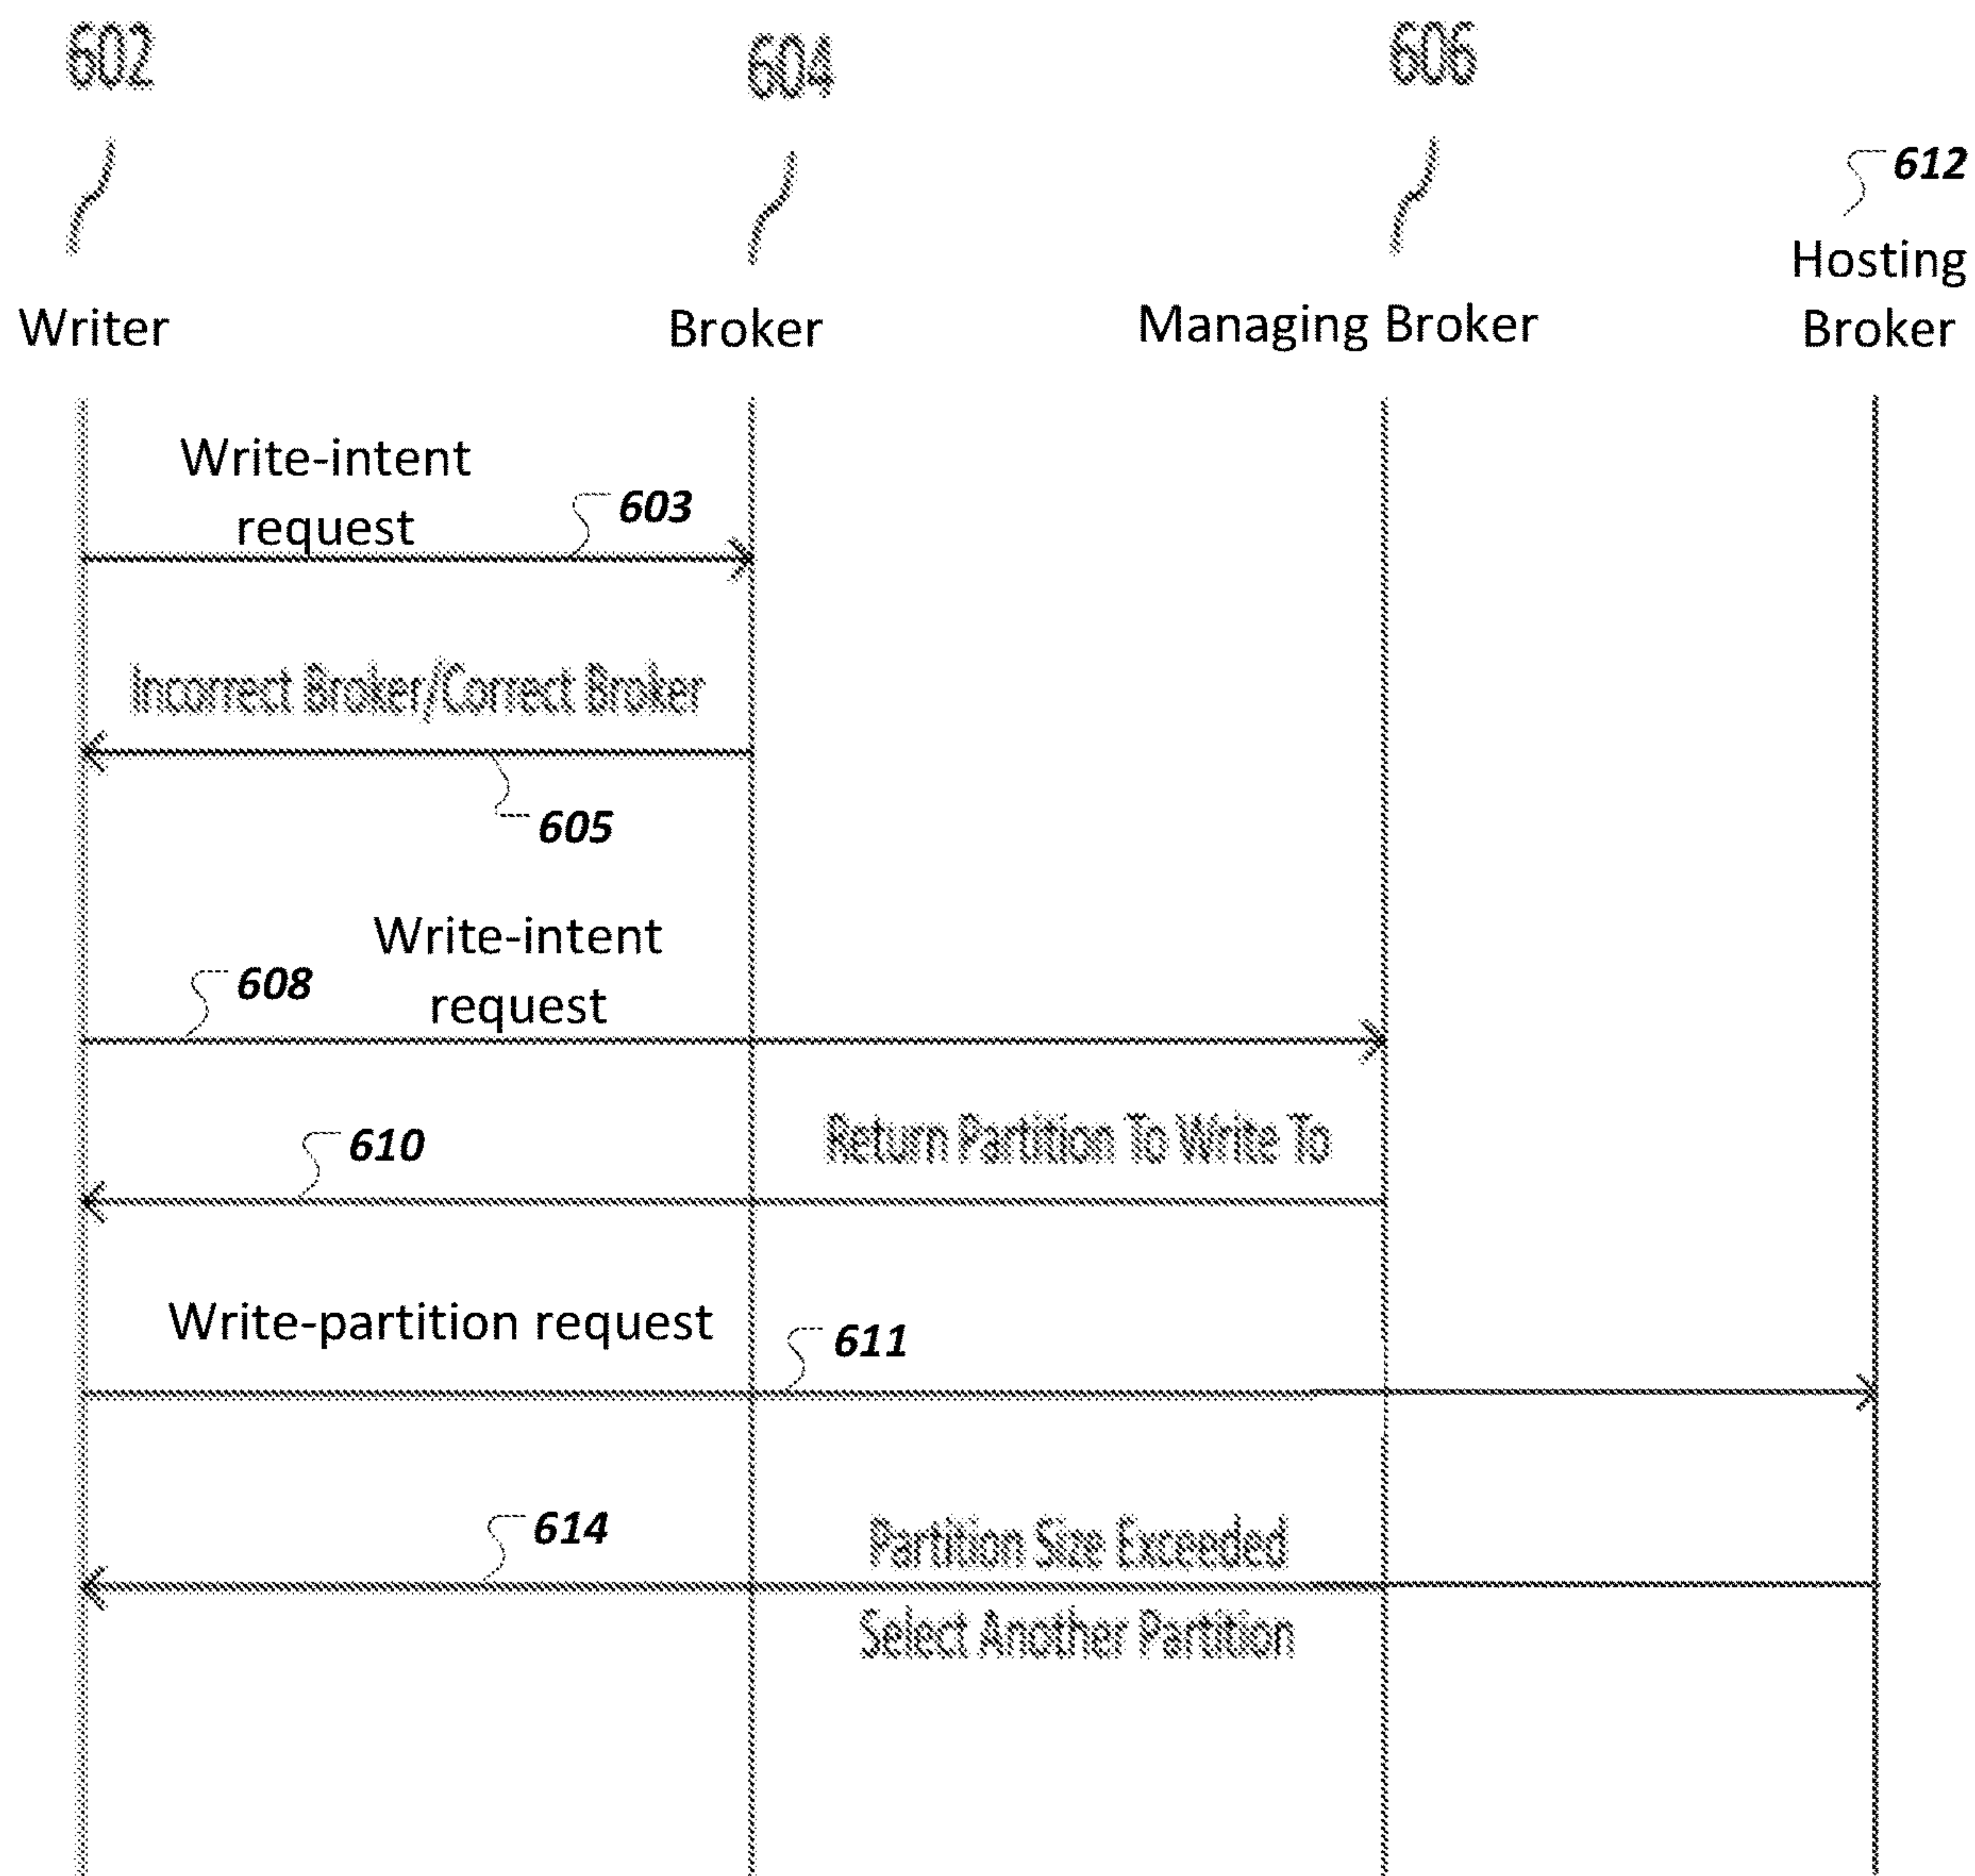 602
604
606
612
Writer
Broker
Managing Broker
Hosting
Broker
Write-intent
request
603
Incorrect Broker/Correct Broker
605
Write-intent
request
608
Return Partition To Write To
610
Write-partition request
611
Partition Size Exceeded
614
Select Another Partition